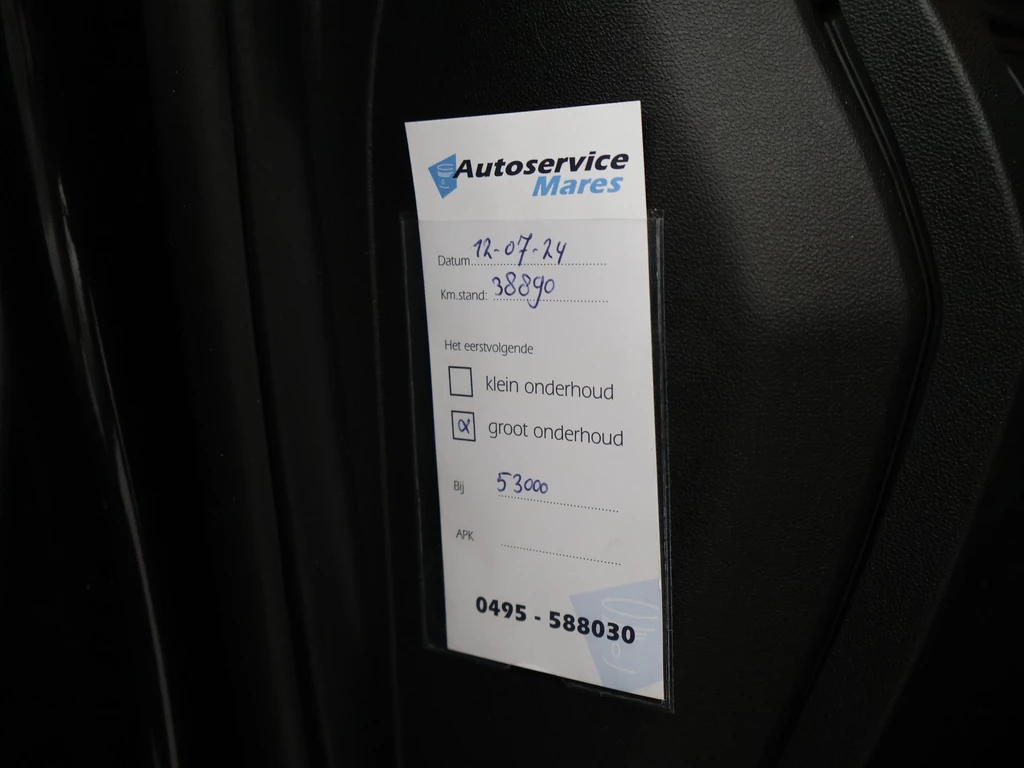 Autoservice
Mares
Datum 12-07-24
Km.stand: 38890
Het eerstvolgende
klein onderhoud
groot onderhoud
Bij 53000
APK
0495 - 588030